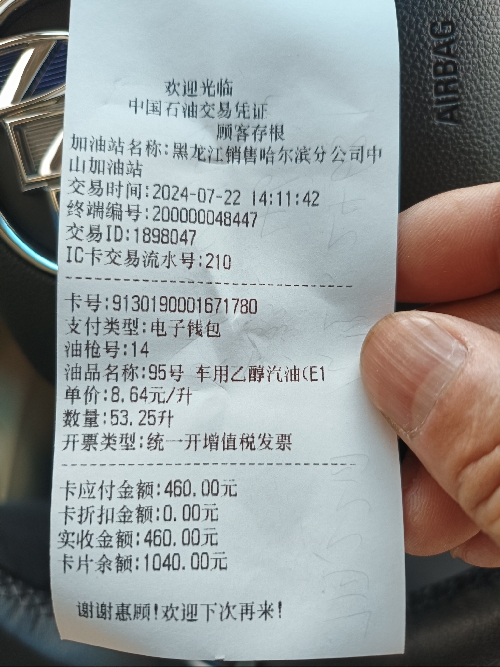 AIRBAG
欢迎光临
中国石油交易凭证
顾客存根
加油站名称:黑龙江销售哈尔滨分公司中
山加油站
交易时间:2024-07-22 14:11:42
终端编号:200000048447
交易ID:1898047
IC卡交易流水号:210
卡号:9130190001671780
支付类型:电子钱包
油枪号:14
油品名称:95号 车用乙醇汽油(E1
单价:8.64元/升
数量:53.25升
开票类型:统一开增值税发票
卡应付金额:460.00元
卡折扣金额:0.00元
实收金额:460.00元
卡片余额:1040.00元
谢谢惠顾!欢迎下次再来!